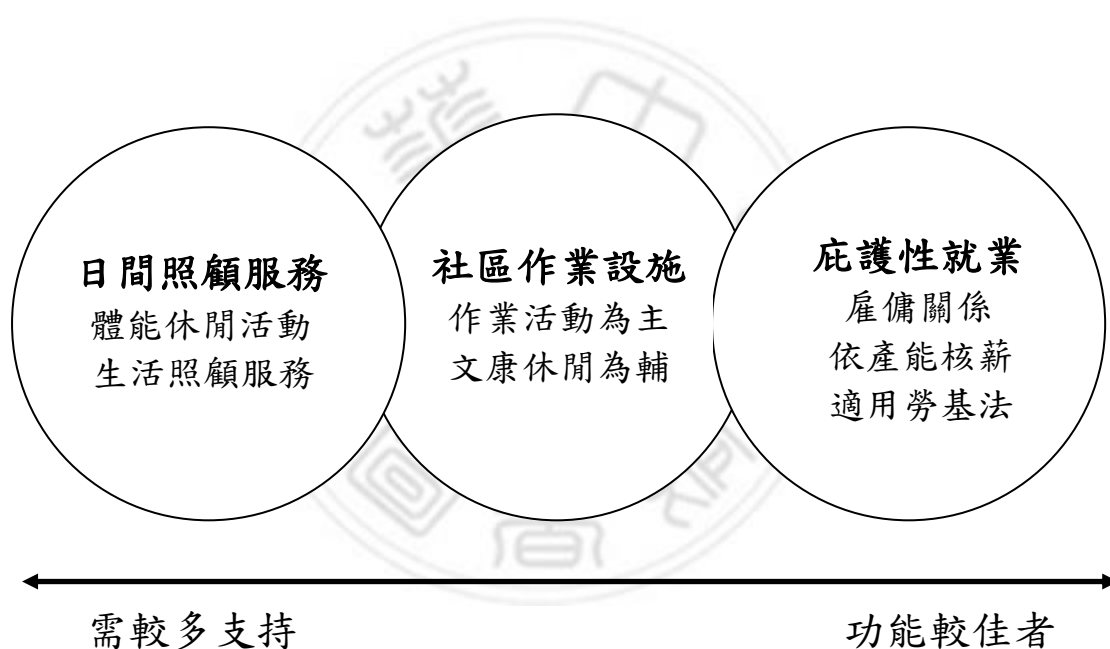 日間照顧服務
體能休閒活動
生活照顧服務
社區作業設施
作業活動為主
文康休閒為輔
庇護性就業
雇傭關係
依產能核薪
適用勞基法
需較多支持
功能較佳者